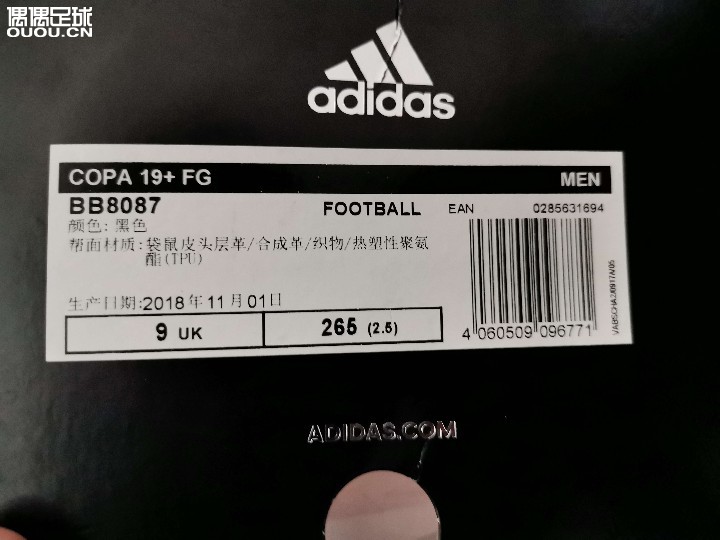 偶偶足球
OUOU.CN
adidas
COPA 19+ FG MEN
BB8087 FOOTBALL EAN 0285631694
颜色: 黑色
帮面材质: 袋鼠皮头层革/合成革/织物/热塑性聚氨
酯(TPU)
生产日期:2018年11月01日
9 UK 265 (2.5)
4 060509 096771
ADIDAS.COM